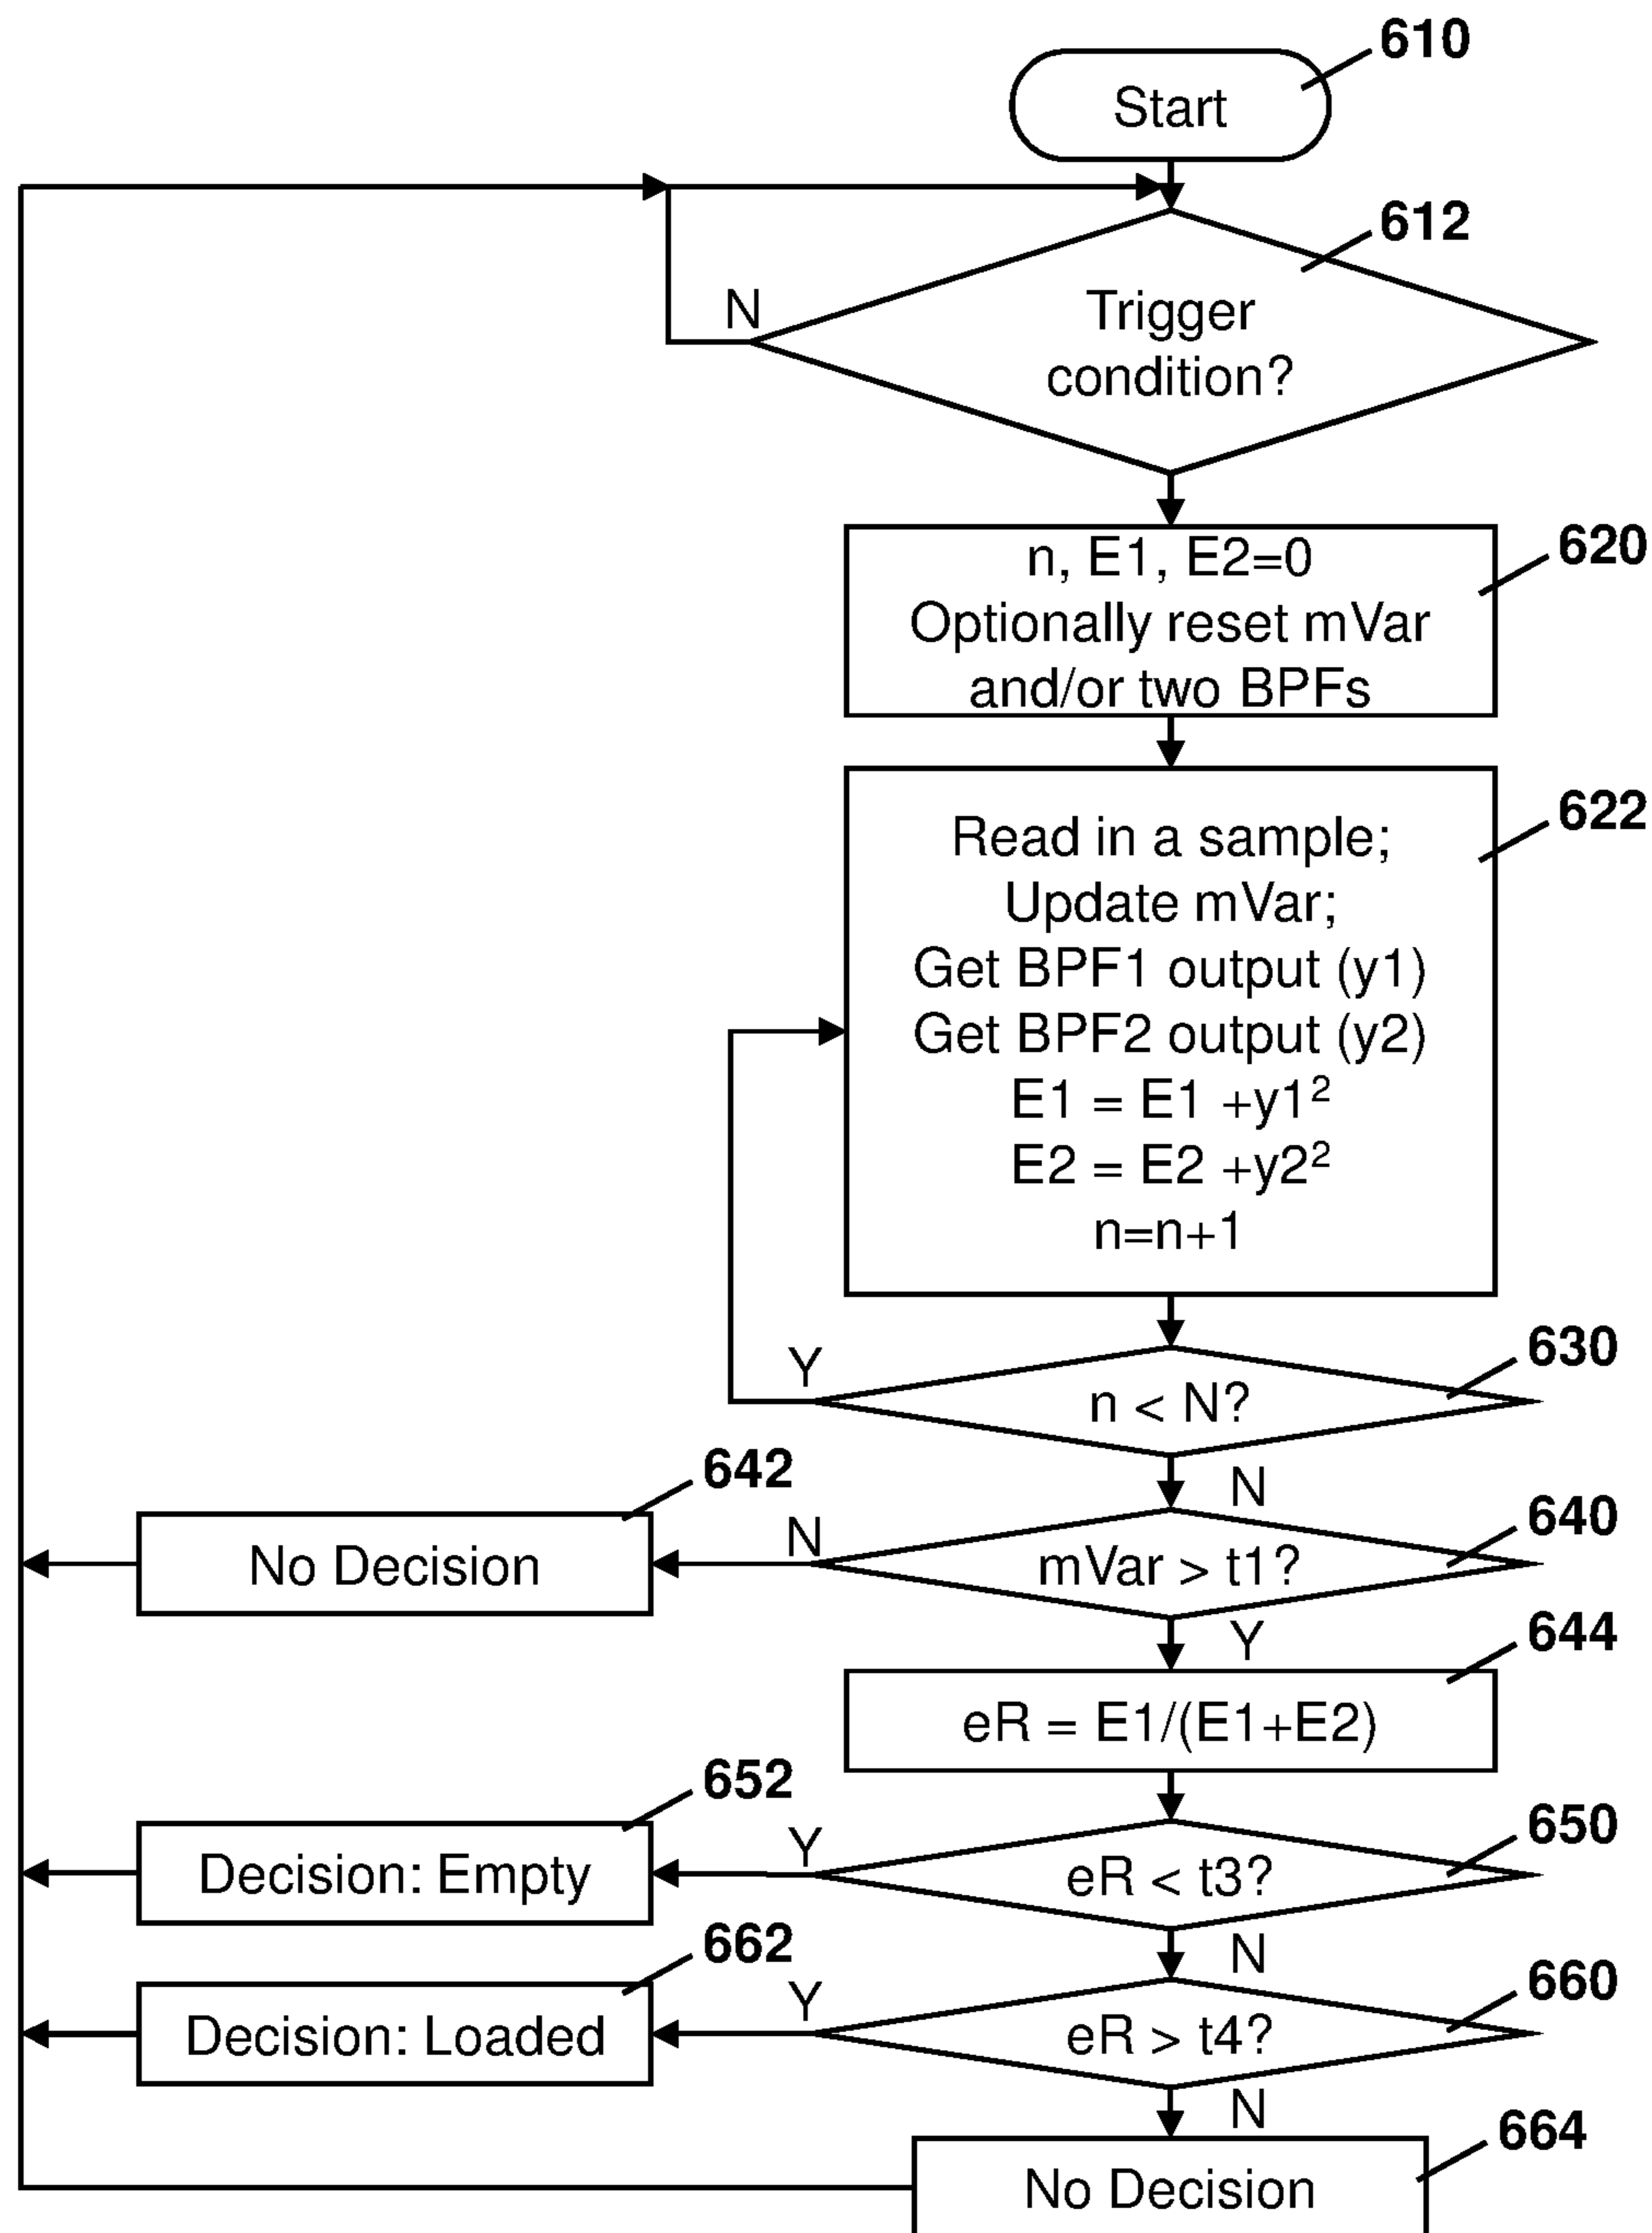 610
Start
612
Trigger
condition?
N
620
n, E1, E2=0
Optionally reset mVar
and/or two BPFs
622
Read in a sample;
Update mVar;
Get BPF1 output (y1)
Get BPF2 output (y2)
E1 = E1 +y1²
E2 = E2 +y2²
n=n+1
630
Y
n < N?
N
642
640
No Decision
N
mVar > t1?
Y
644
eR = E1/(E1+E2)
652
650
Decision: Empty
Y
eR < t3?
N
662
660
Decision: Loaded
Y
eR > t4?
N
664
No Decision